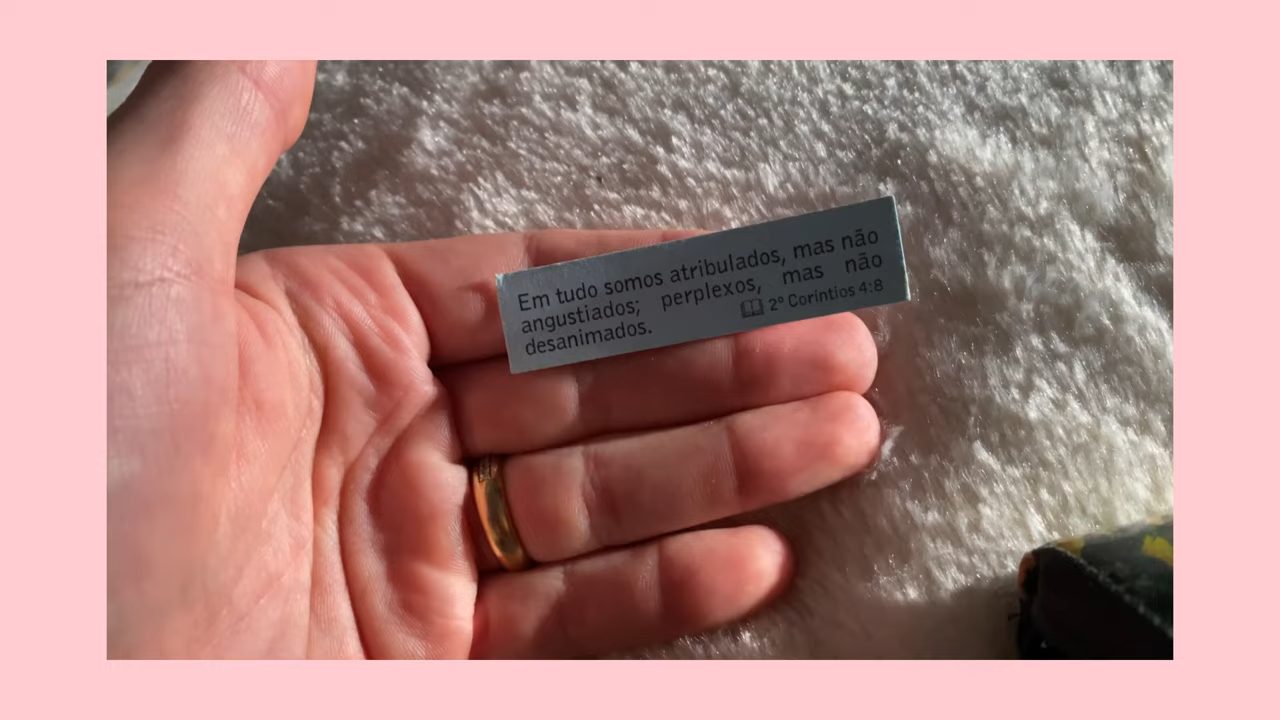 Em tudo somos atribulados, mas não
angustiados; perplexos, mas não
desanimados.
2º Coríntios 4:8